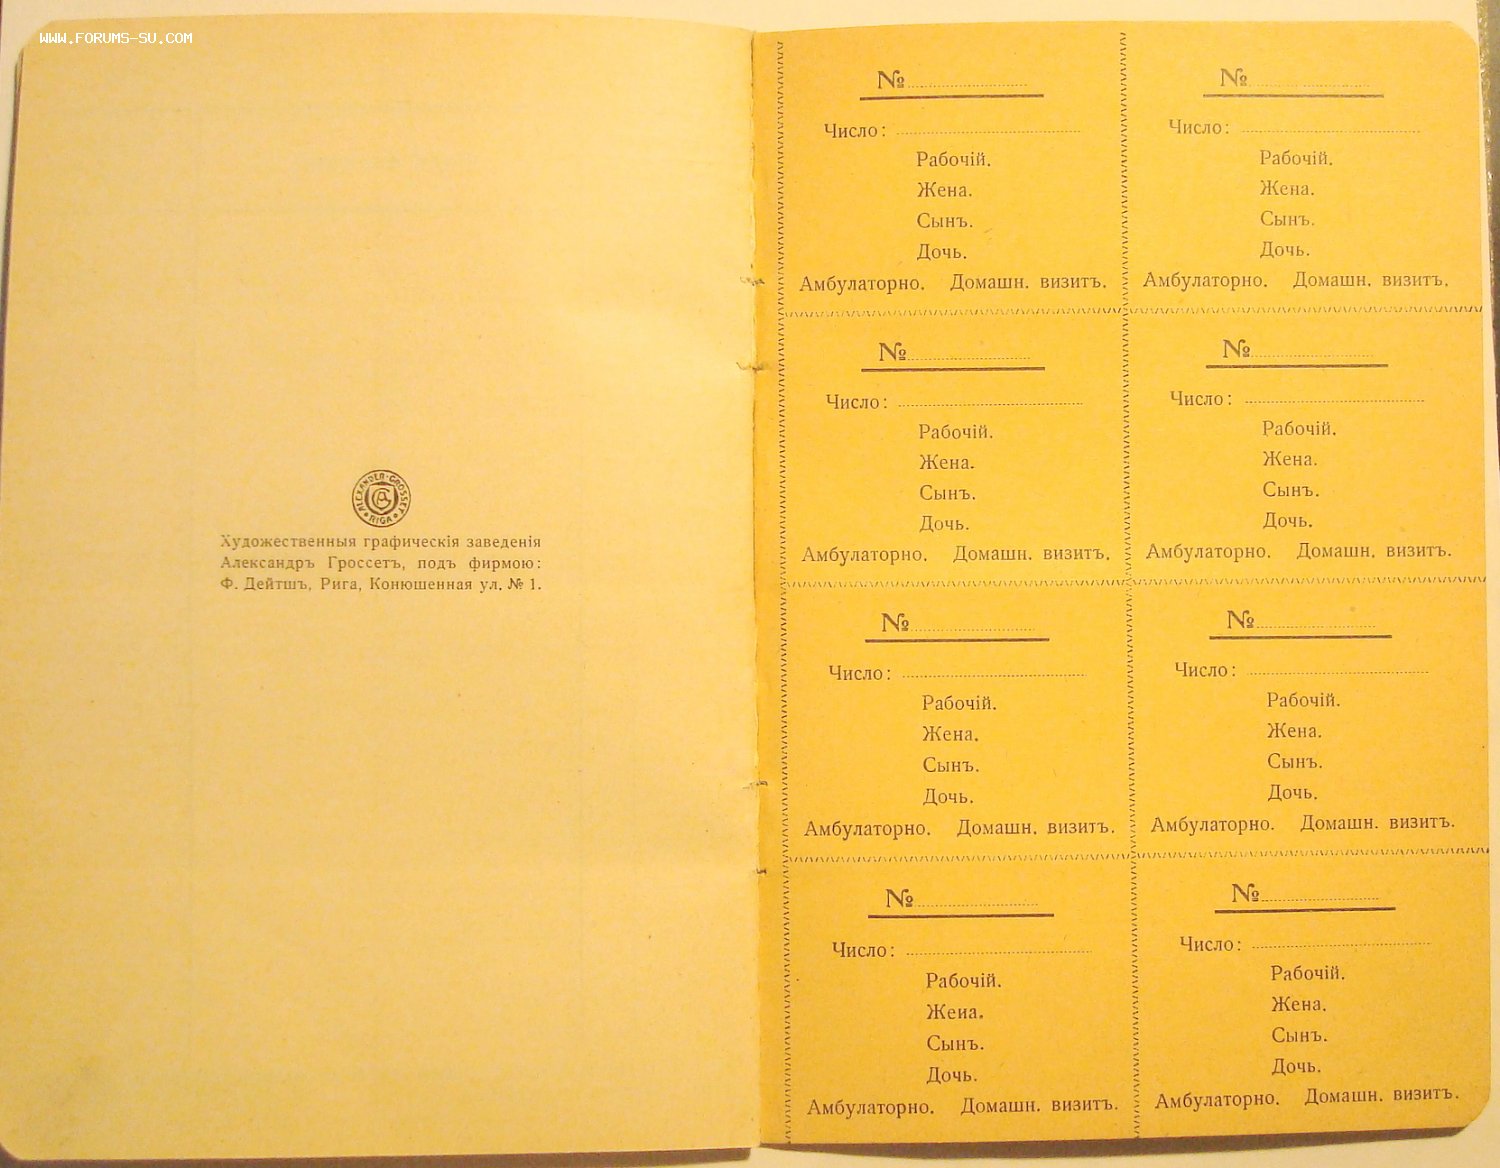 WWW.FORUMS-SU.COM
ALEXANDER GROSSET
RIGA
Художественныя графическія заведенія
Александръ Гроссетъ, подъ фирмою:
Ф. Дейтшъ, Рига, Конюшенная ул. № 1.
№
Число:
Рабочій.
Жена.
Сынъ.
Дочь.
Амбулаторно. Домашн. визитъ.
№
Число:
Рабочій.
Жена.
Сынъ.
Дочь.
Амбулаторно. Домашн. визитъ.
№
Число:
Рабочій.
Жена.
Сынъ.
Дочь.
Амбулаторно. Домашн. визитъ.
№
Число:
Рабочій.
Жена.
Сынъ.
Дочь.
Амбулаторно. Домашн. визитъ.
№
Число:
Рабочій.
Жена.
Сынъ.
Дочь.
Амбулаторно. Домашн. визитъ.
№
Число:
Рабочій.
Жена.
Сынъ.
Дочь.
Амбулаторно. Домашн. визитъ.
№
Число:
Рабочій.
Жеиа.
Сынъ.
Дочь.
Амбулаторно. Домашн. визитъ.
№
Число:
Рабочій.
Жена.
Сынъ.
Дочь.
Амбулаторно. Домашн. визитъ.